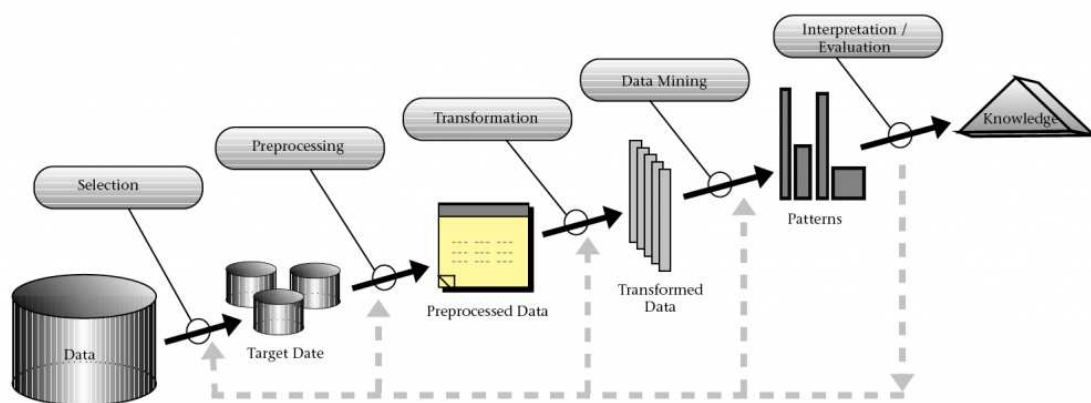 Interpretation /
Evaluation
Data Mining
Transformation
Preprocessing
Selection
Knowledge
Patterns
Transformed
Data
Preprocessed Data
Target Date
Data